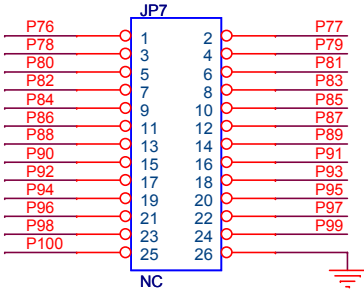 JP7
P76 1 2 P77
P78 3 4 P79
P80 5 6 P81
P82 7 8 P83
P84 9 10 P85
P86 11 12 P87
P88 13 14 P89
P90 15 16 P91
P92 17 18 P93
P94 19 20 P95
P96 21 22 P97
P98 23 24 P99
P100 25 26
NC